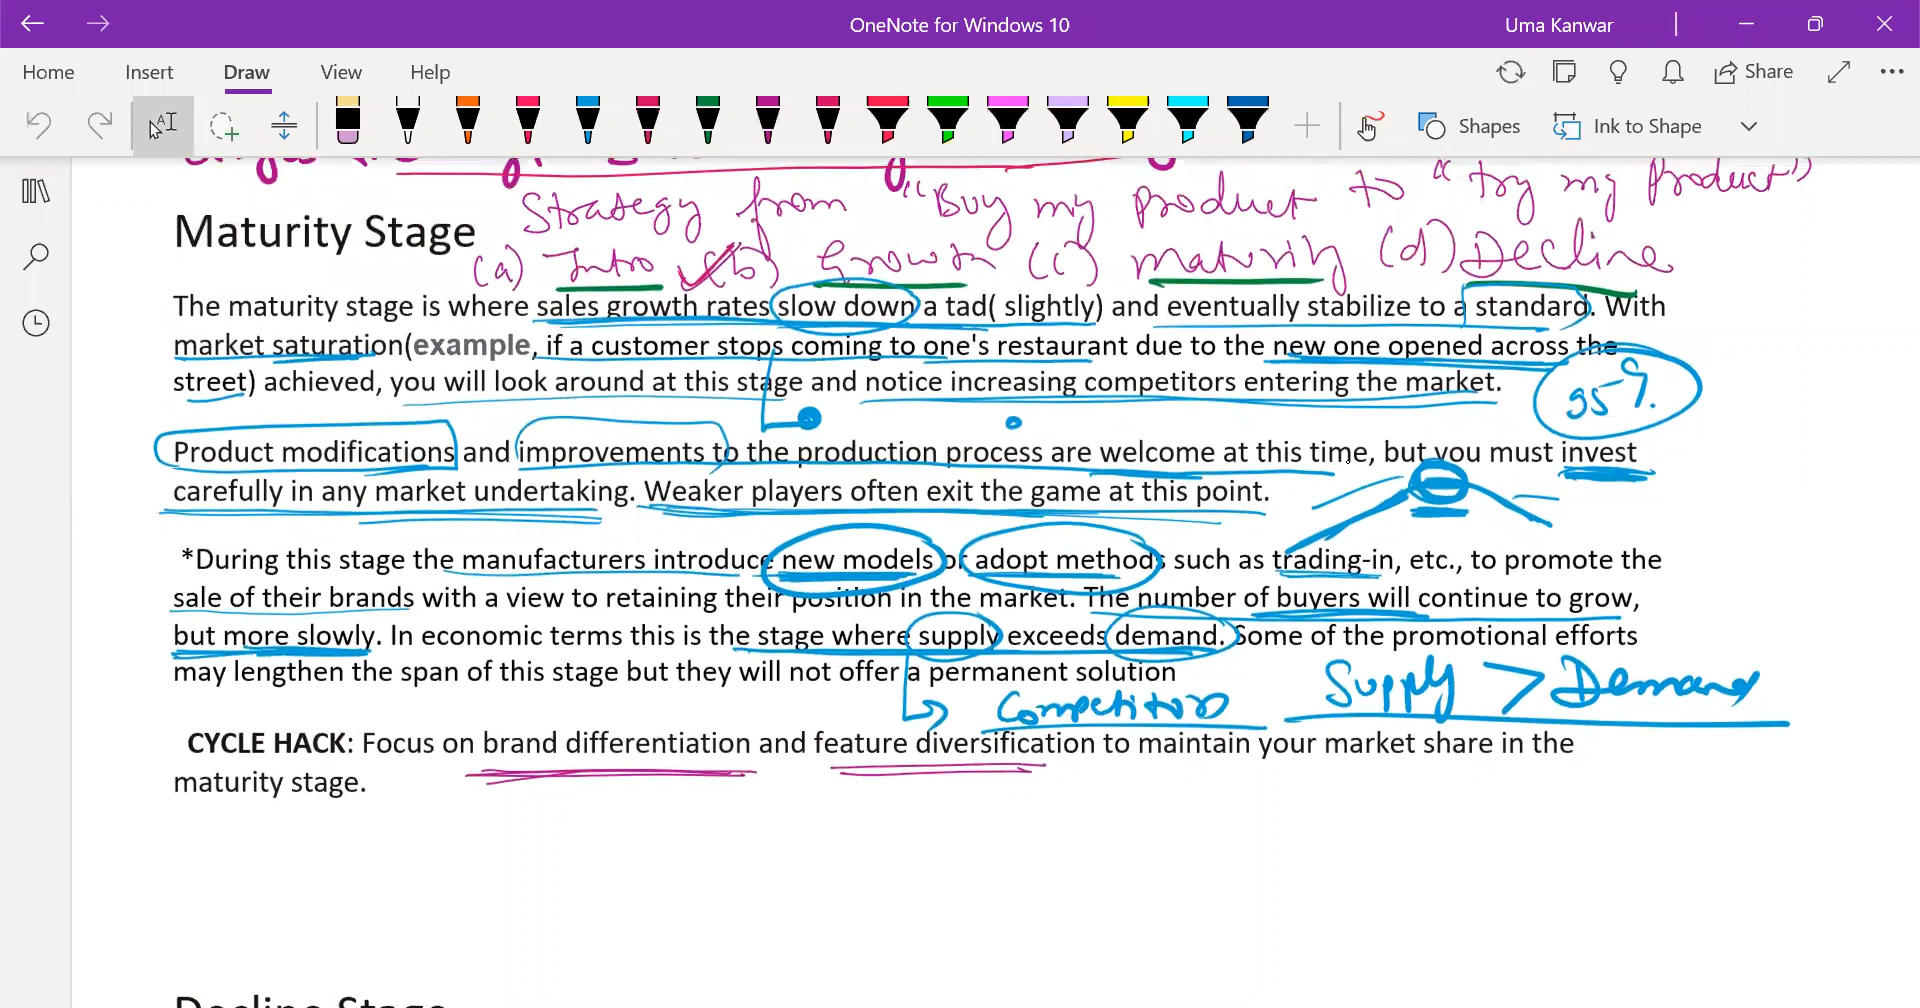 OneNote for Windows 10
Uma Kanwar
Home Insert Draw View Help
Share
Shapes Ink to Shape
Strategy from "Buy my product to "try my product"
Maturity Stage
(a) Intro (b) Growth (c) maturity (d) Decline
The maturity stage is where sales growth rates slow down a tad( slightly) and eventually stabilize to a standard. With
market saturation(example, if a customer stops coming to one's restaurant due to the new one opened across the
street) achieved, you will look around at this stage and notice increasing competitors entering the market.
Product modifications and improvements to the production process are welcome at this time, but you must invest
carefully in any market undertaking. Weaker players often exit the game at this point.
*During this stage the manufacturers introduce new models or adopt methods such as trading-in, etc., to promote the
sale of their brands with a view to retaining their position in the market. The number of buyers will continue to grow,
but more slowly. In economic terms this is the stage where supply exceeds demand. Some of the promotional efforts
may lengthen the span of this stage but they will not offer a permanent solution
Supply > Demand
Competitors
CYCLE HACK: Focus on brand differentiation and feature diversification to maintain your market share in the
maturity stage.
Decline Stage